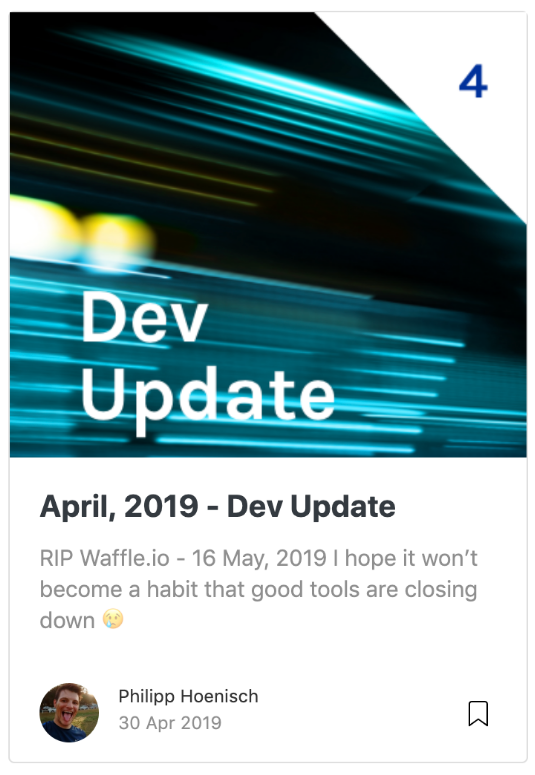 4
Dev
Update
April, 2019 - Dev Update
RIP Waffle.io - 16 May, 2019 I hope it won’t
become a habit that good tools are closing
down 😢
Philipp Hoenisch
30 Apr 2019